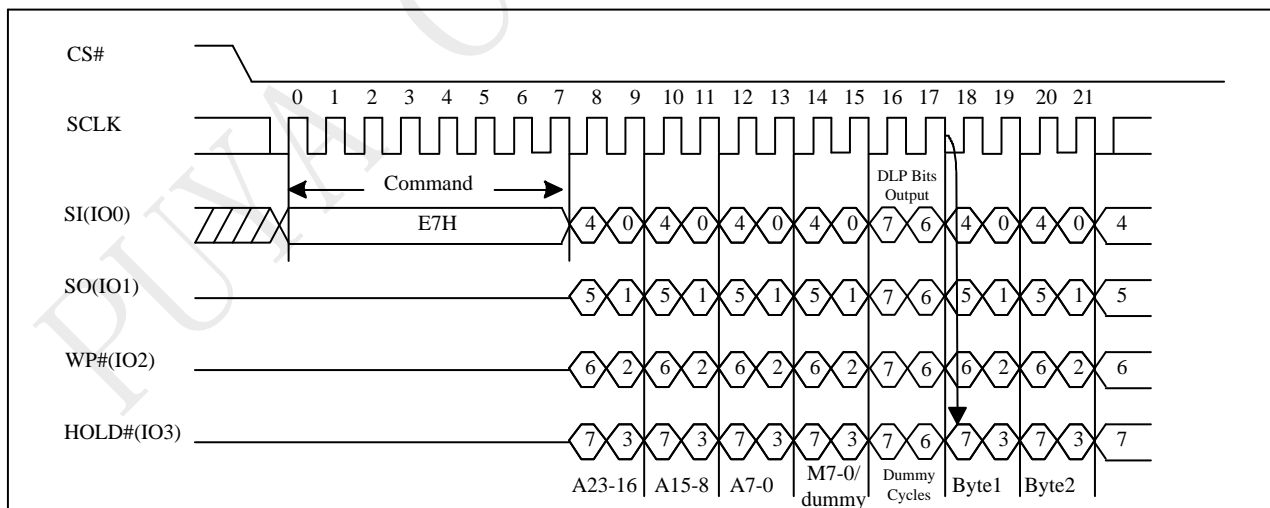 CS#
0 1 2 3 4 5 6 7 8 9 10 11 12 13 14 15 16 17 18 19 20 21
SCLK
Command
DLP Bits
Output
SI(IO0)
E7H
4 0 4 0 4 0 4 0 7 6 4 0 4 0 4
SO(IO1)
5 1 5 1 5 1 5 1 7 6 5 1 5 1 5
WP#(IO2)
6 2 6 2 6 2 6 2 7 6 6 2 6 2 6
HOLD#(IO3)
7 3 7 3 7 3 7 3 7 6 7 3 7 3 7
A23-16 A15-8 A7-0 M7-0/
dummy
Dummy
Cycles
Byte1 Byte2
PUYA C